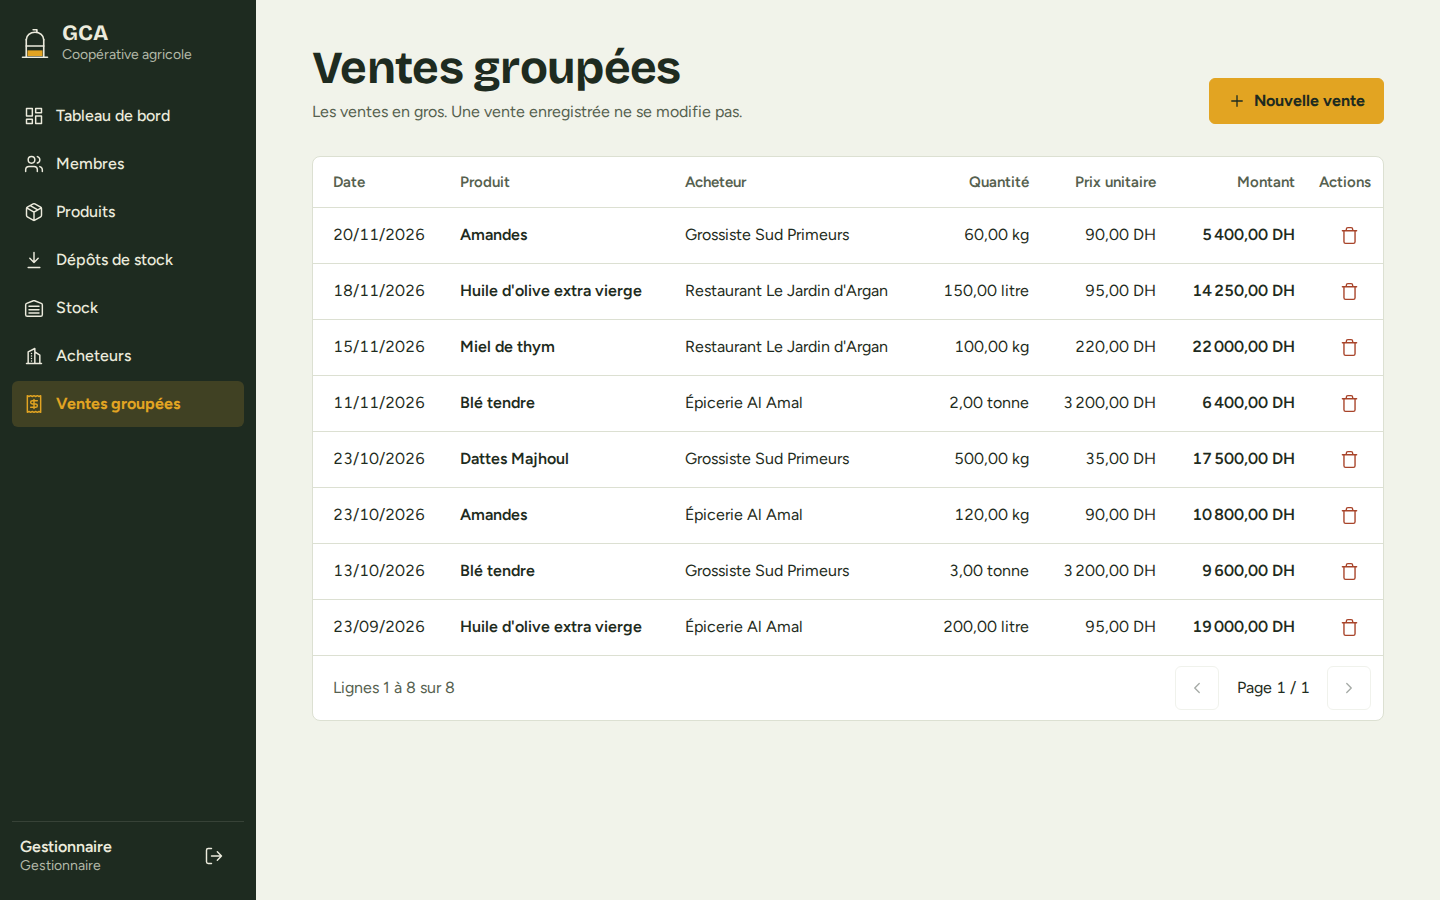 GCA
Coopérative agricole
Tableau de bord
Membres
Produits
Dépôts de stock
Stock
Acheteurs
Ventes groupées
Gestionnaire
Gestionnaire
Ventes groupées
Les ventes en gros. Une vente enregistrée ne se modifie pas.
Nouvelle vente
Date Produit Acheteur Quantité Prix unitaire Montant Actions
20/11/2026 Amandes Grossiste Sud Primeurs 60,00 kg 90,00 DH 5 400,00 DH
18/11/2026 Huile d'olive extra vierge Restaurant Le Jardin d'Argan 150,00 litre 95,00 DH 14 250,00 DH
15/11/2026 Miel de thym Restaurant Le Jardin d'Argan 100,00 kg 220,00 DH 22 000,00 DH
11/11/2026 Blé tendre Épicerie Al Amal 2,00 tonne 3 200,00 DH 6 400,00 DH
23/10/2026 Dattes Majhoul Grossiste Sud Primeurs 500,00 kg 35,00 DH 17 500,00 DH
23/10/2026 Amandes Épicerie Al Amal 120,00 kg 90,00 DH 10 800,00 DH
13/10/2026 Blé tendre Grossiste Sud Primeurs 3,00 tonne 3 200,00 DH 9 600,00 DH
23/09/2026 Huile d'olive extra vierge Épicerie Al Amal 200,00 litre 95,00 DH 19 000,00 DH
Lignes 1 à 8 sur 8 Page 1 / 1